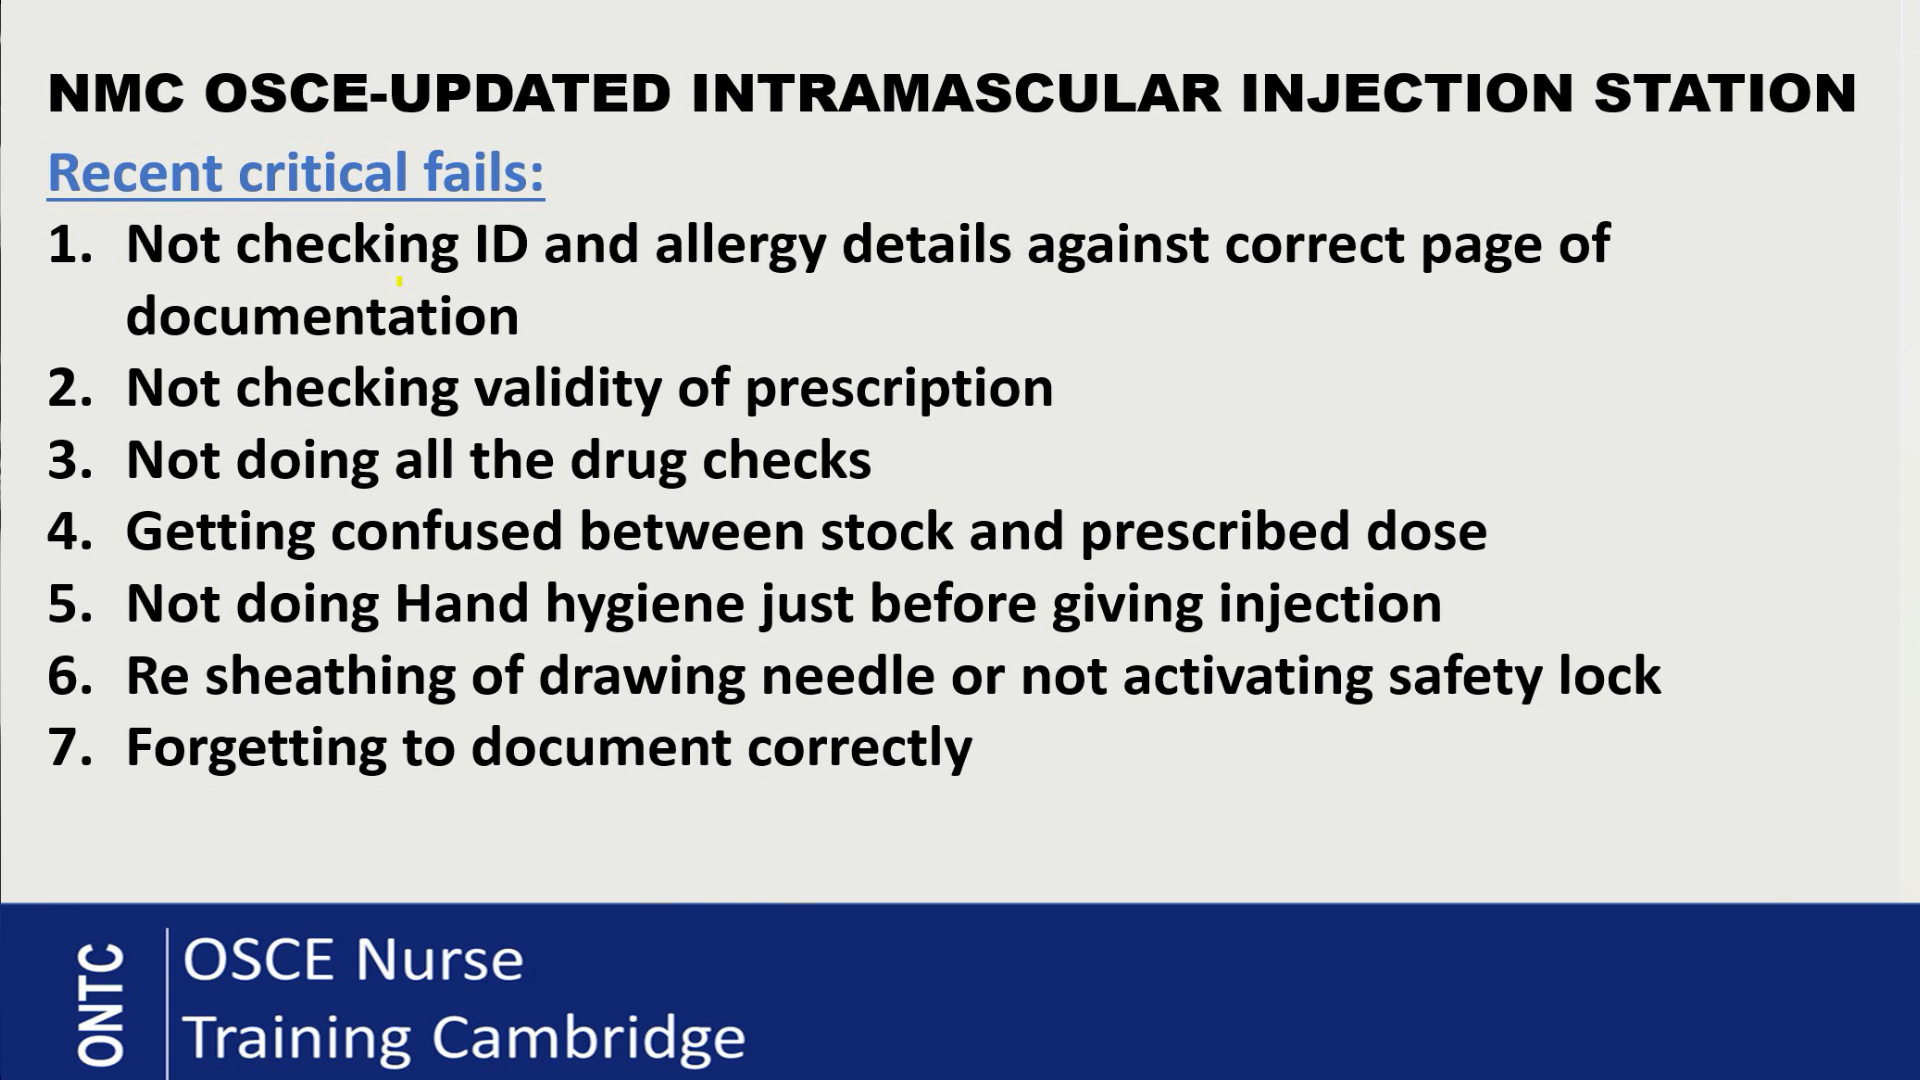 NMC OSCE-UPDATED INTRAMASCULAR INJECTION STATION
Recent critical fails:
1. Not checking ID and allergy details against correct page of
documentation
2. Not checking validity of prescription
3. Not doing all the drug checks
4. Getting confused between stock and prescribed dose
5. Not doing Hand hygiene just before giving injection
6. Re sheathing of drawing needle or not activating safety lock
7. Forgetting to document correctly
ONTC
OSCE Nurse
Training Cambridge